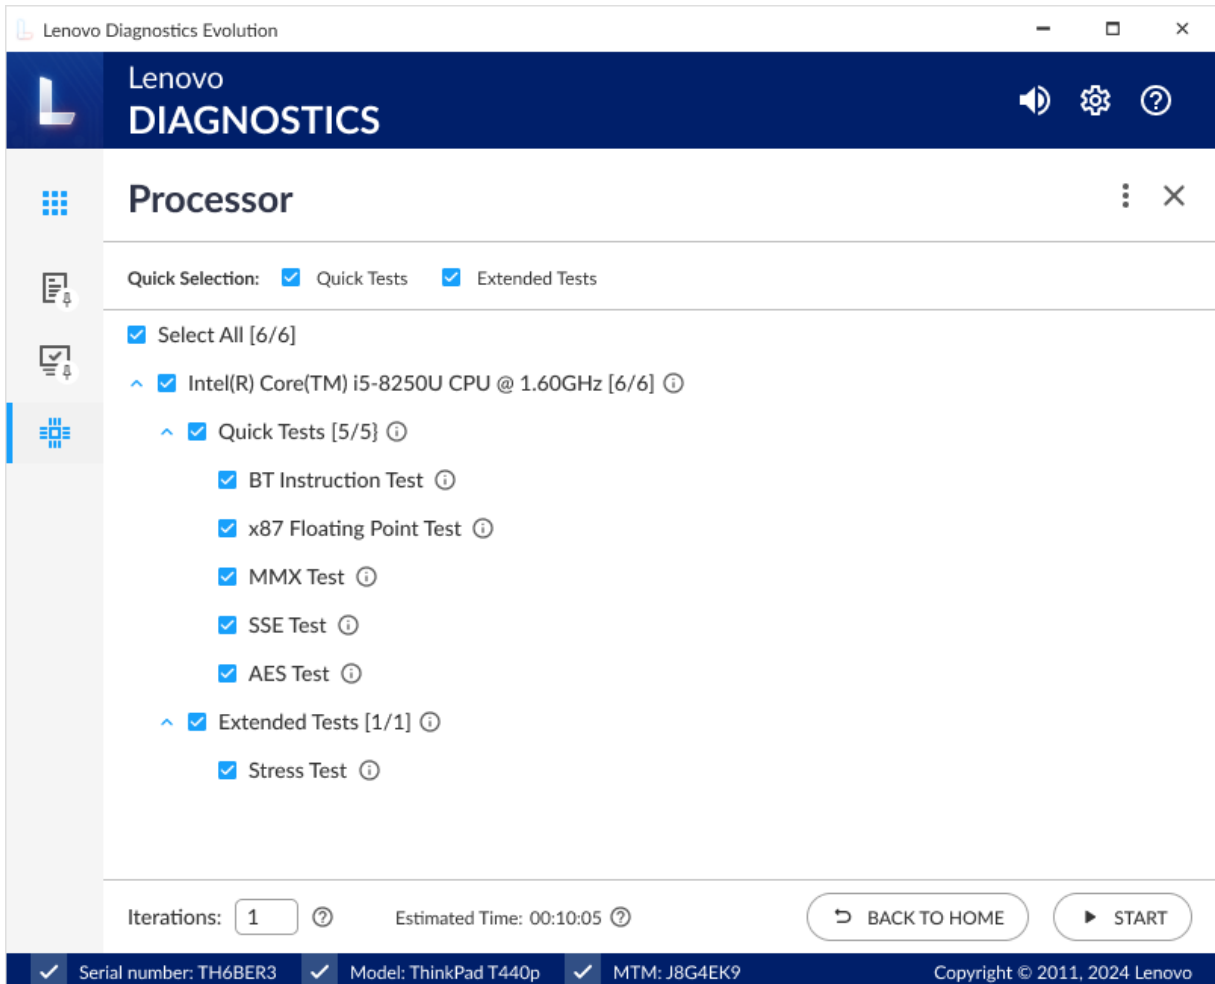 Lenovo Diagnostics Evolution
Lenovo
DIAGNOSTICS
Processor
Quick Selection: Quick Tests Extended Tests
Select All [6/6]
Intel(R) Core(TM) i5-8250U CPU @ 1.60GHz [6/6]
Quick Tests [5/5}
BT Instruction Test
x87 Floating Point Test
MMX Test
SSE Test
AES Test
Extended Tests [1/1]
Stress Test
Iterations: 1 Estimated Time: 00:10:05 BACK TO HOME START
Serial number: TH6BER3 Model: ThinkPad T440p MTM: J8G4EK9 Copyright © 2011, 2024 Lenovo